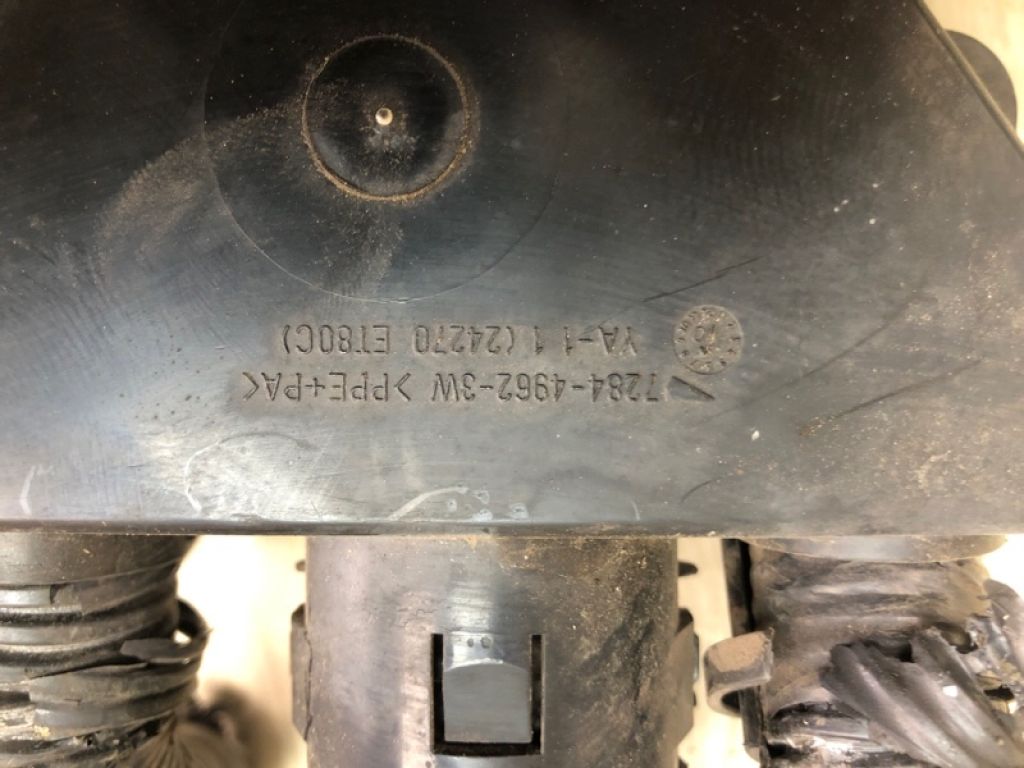 7284-4962-3W >PPE+PA<
YA-1 1 (24270 ET80C)